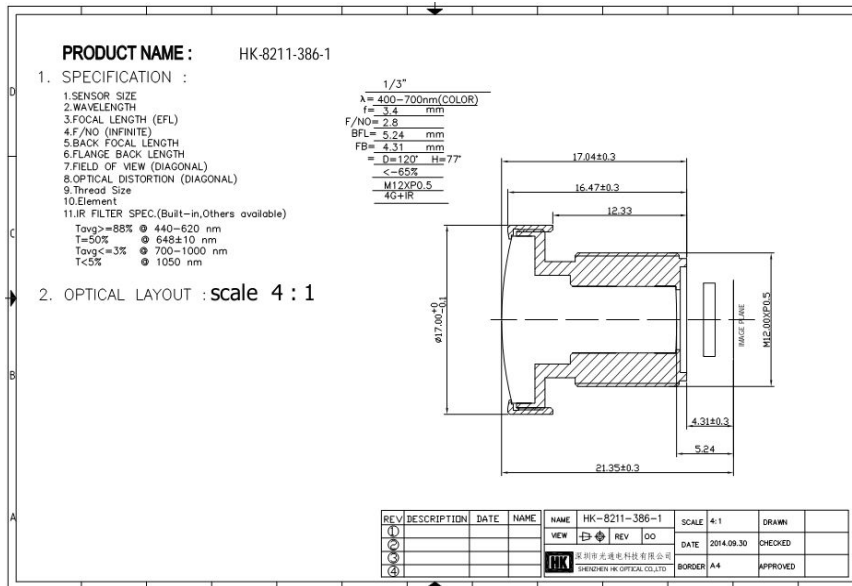 PRODUCT NAME : HK-8211-386-1
1. SPECIFICATION :
1.SENSOR SIZE 1/3"
2.WAVELENGTH λ= 400-700nm(COLOR)
3.FOCAL LENGTH (EFL) f= 3.4 mm
4.F/NO (INFINITE) F/NO= 2.8
5.BACK FOCAL LENGTH BFL= 5.24 mm
6.FLANGE BACK LENGTH FB= 4.31 mm
7.FIELD OF VIEW (DIAGONAL) = D=120° H=77°
8.OPTICAL DISTORTION (DIAGONAL) <-65%
9.Thread Size M12XP0.5
10.Element 4G+IR
11.IR FILTER SPEC.(Built-in,Others available)
Tavg>=88% @ 440-620 nm
T=50% @ 648±10 nm
Tavg<=3% @ 700-1000 nm
T<5% @ 1050 nm
2. OPTICAL LAYOUT : scale 4 : 1
17.04±0.3
16.47±0.3
12.33
ø17.00+0 -0.1
IMAGE PLANE
M12.00XP0.5
4.31±0.3
5.24
21.35±0.3
D
C
B
A
REV DESCRIPTION DATE NAME
1
2
3
4
NAME HK-8211-386-1 SCALE 4:1 DRAWN
VIEW REV 00 DATE 2014.09.30 CHECKED
HK 深圳市光通电科技有限公司
SHENZHEN HK OPTICAL CO.,LTD BORDER A4 APPROVED